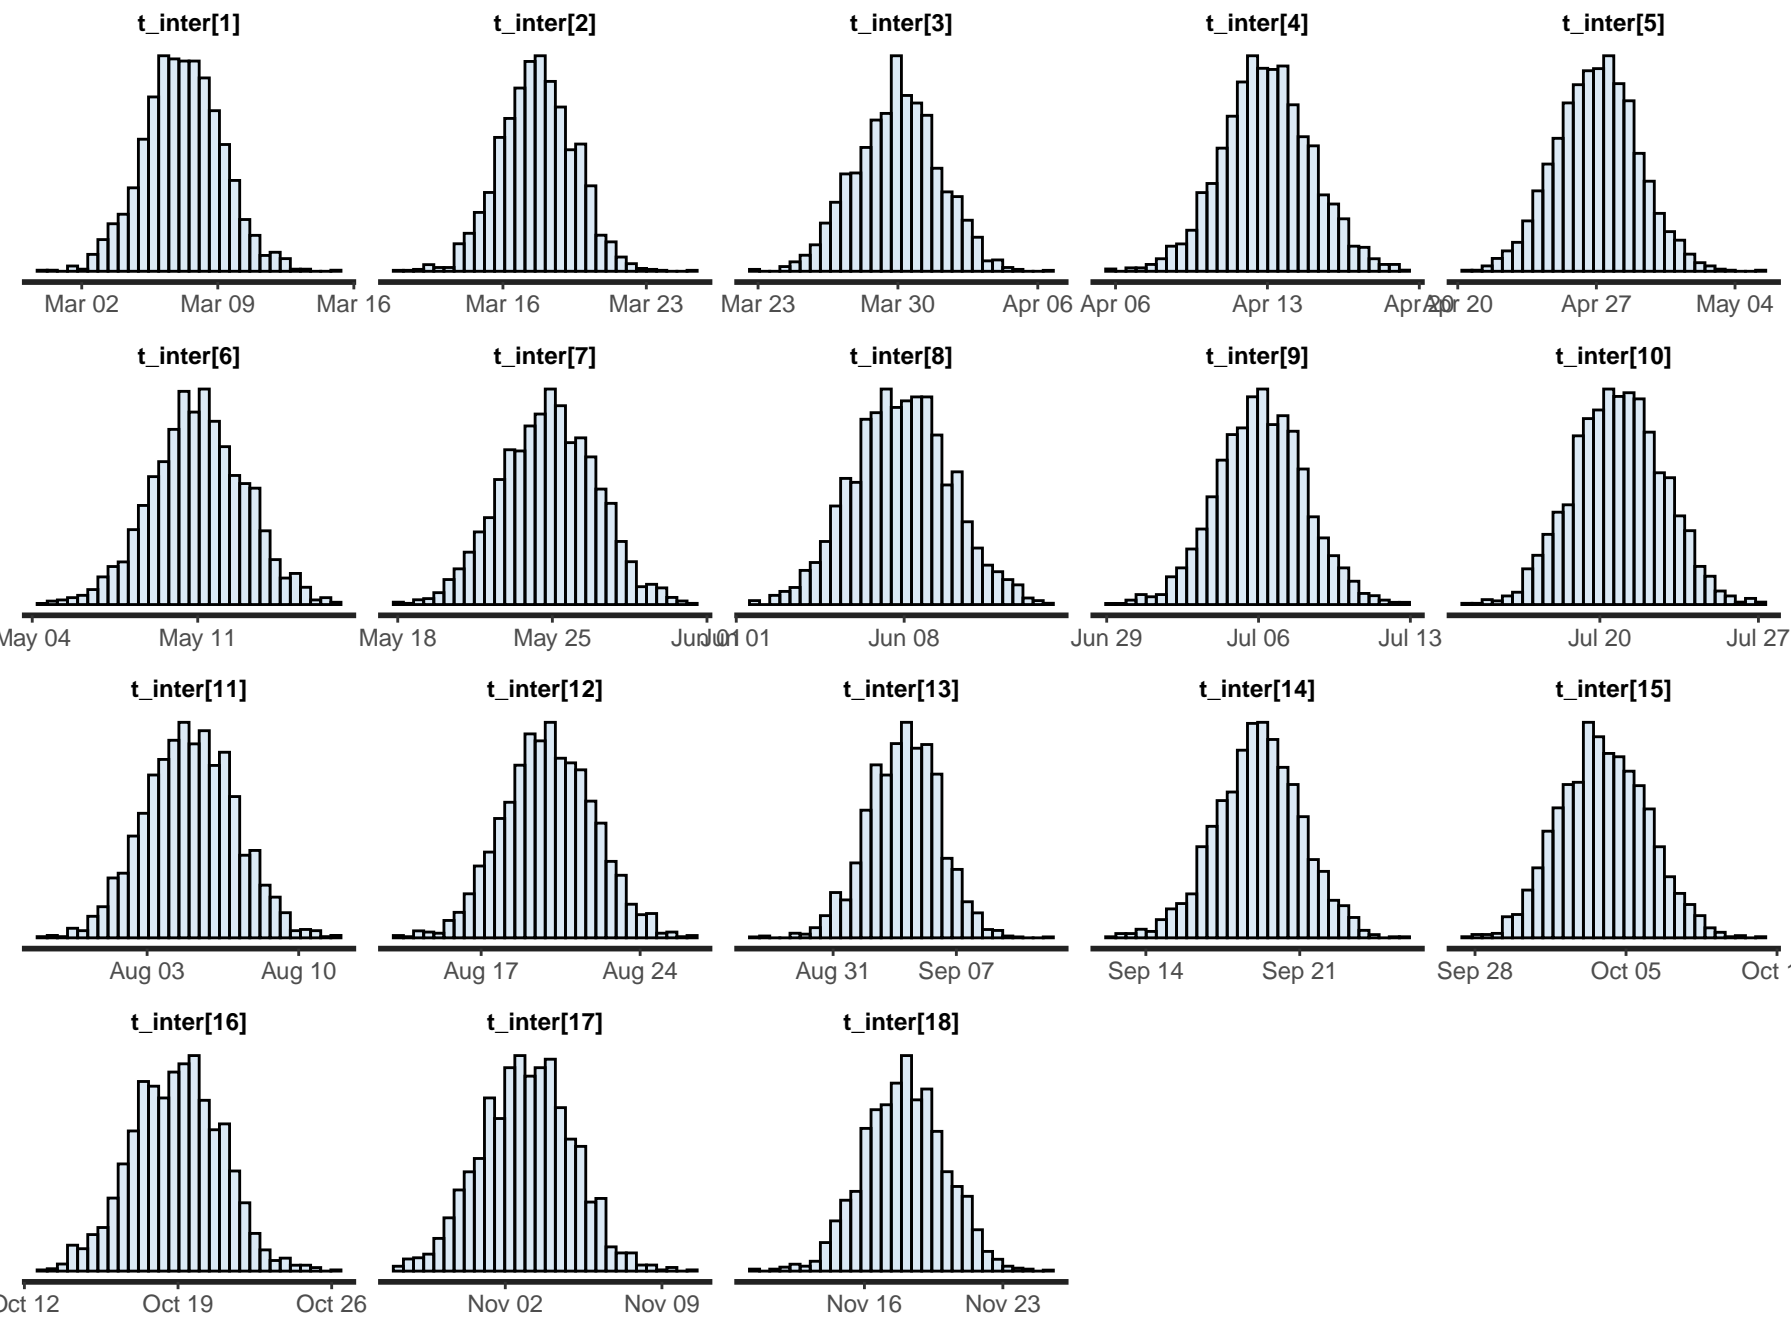 t_inter[1] t_inter[2] t_inter[3] t_inter[4] t_inter[5]
Mar 02 Mar 09 Mar 16 Mar 16 Mar 23 Mar 23 Mar 30 Apr 06 Apr 06 Apr 13 Apr 20 Apr 20 Apr 27 May 04
t_inter[6] t_inter[7] t_inter[8] t_inter[9] t_inter[10]
May 04 May 11 May 18 May 25 Jun 01 Jun 01 Jun 08 Jun 29 Jul 06 Jul 13 Jul 20 Jul 27
t_inter[11] t_inter[12] t_inter[13] t_inter[14] t_inter[15]
Aug 03 Aug 10 Aug 17 Aug 24 Aug 31 Sep 07 Sep 14 Sep 21 Sep 28 Oct 05 Oct
t_inter[16] t_inter[17] t_inter[18]
Oct 12 Oct 19 Oct 26 Nov 02 Nov 09 Nov 16 Nov 23